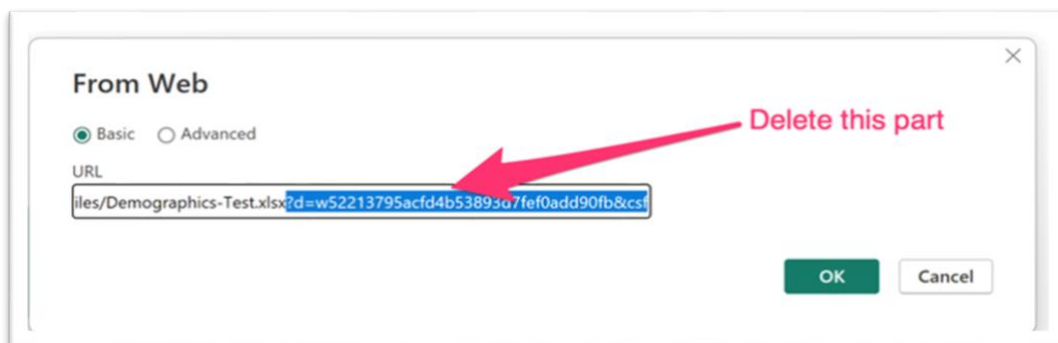 From Web
Basic Advanced
Delete this part
URL
iles/Demographics-Test.xlsx?d=w52213795acfd4b53893d7fef0add90fb&csf
OK Cancel